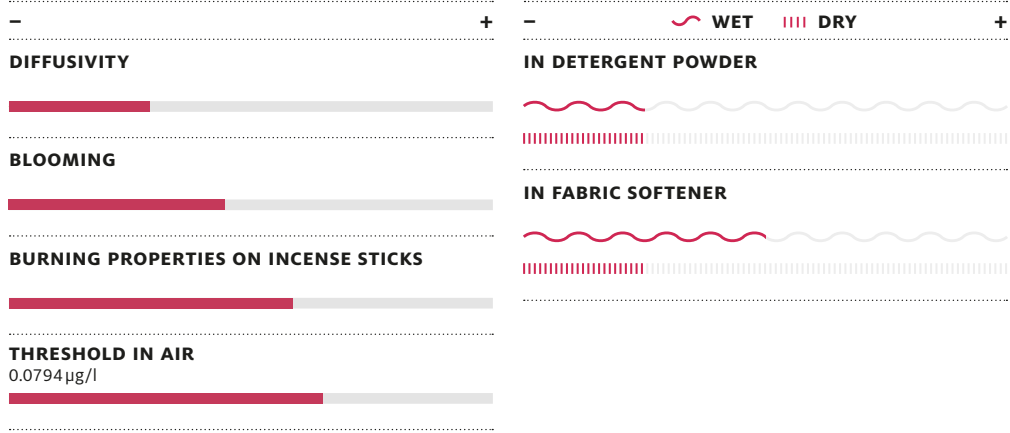 – +
DIFFUSIVITY
BLOOMING
BURNING PROPERTIES ON INCENSE STICKS
THRESHOLD IN AIR
0.0794 µg/l
– WET DRY +
IN DETERGENT POWDER
IN FABRIC SOFTENER